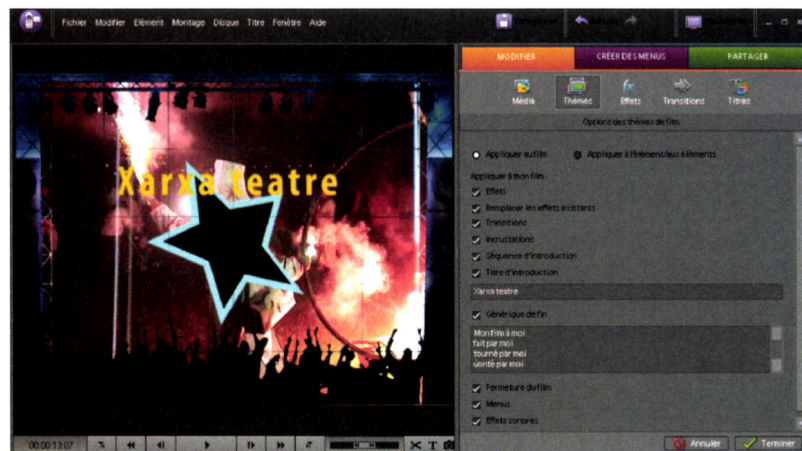 Fichier Modifier Elément Montage Disque Titre Fenêtre Aide
MODIFIER CRÉER DES MENUS PARTAGER
Média Thèmes Effets Transitions Titres
Options des thèmes de film
Appliquer au film Appliquer à l'élément/aux éléments
Appliquer à mon film :
Effets
Remplacer les effets existants
Transitions
Incrustations
Séquence d'introduction
Titre d'introduction
Xarxa teatre
Générique de fin
Mon film à moi
fait par moi
tourné par moi
Fermeture du film
Menus
Effets sonores
Annuler Terminer
Xarxa teatre
00:00:13:07